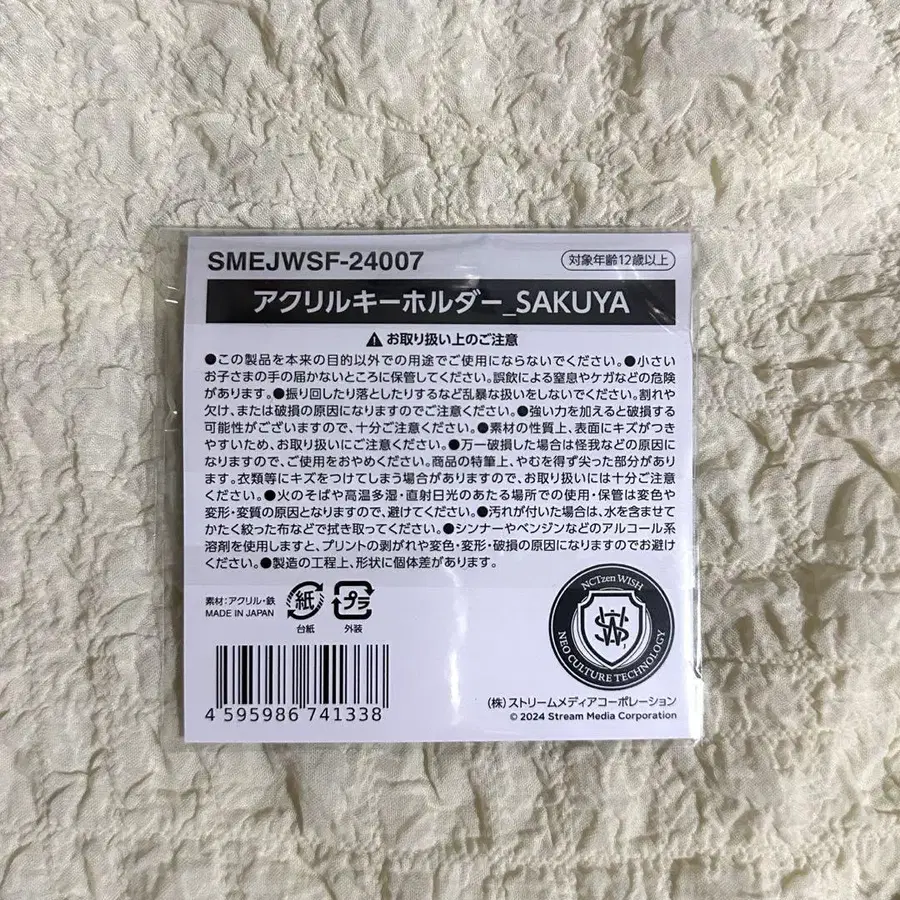 SMEJWSF-24007
対象年齢12歳以上
アクリルキーホルダー_SAKUYA
お取り扱い上のご注意
●この製品を本来の目的以外での用途でご使用にならないでください。●小さい
お子さまの手の届かないところに保管してください。誤飲による窒息やケガなどの危険
があります。●振り回したり落としたりするなど乱暴な扱いをしないでください。割れや
欠け、または破損の原因になりますのでご注意ください。●強い力を加えると破損する
可能性がございますので、十分ご注意ください。●素材の性質上、表面にキズがつき
やすいため、お取り扱いにご注意ください。●万一破損した場合は怪我などの原因に
なりますので、ご使用をおやめください。商品の特筆上、やむを得ず尖った部分があり
ます。衣類等にキズをつけてしまう場合がありますので、お取り扱いには十分ご注意く
ださい。●火のそばや高温多湿・直射日光のあたる場所での使用・保管は変色や
変形・変質の原因となりますので、避けてください。●汚れが付いた場合は、水を含ませて
かたく絞った布などで拭き取ってください。●シンナーやベンジンなどのアルコール系
溶剤を使用しますと、プリントの剥がれや変色・変形・破損の原因になりますのでお避け
ください。●製造の工程上、形状に個体差があります。
素材:アクリル・鉄
MADE IN JAPAN
紙
台紙
プラ
外装
NCTzen WISH
NEO CULTURE TECHNOLOGY
4 595986 741338
(株)ストリームメディアコーポレーション
© 2024 Stream Media Corporation